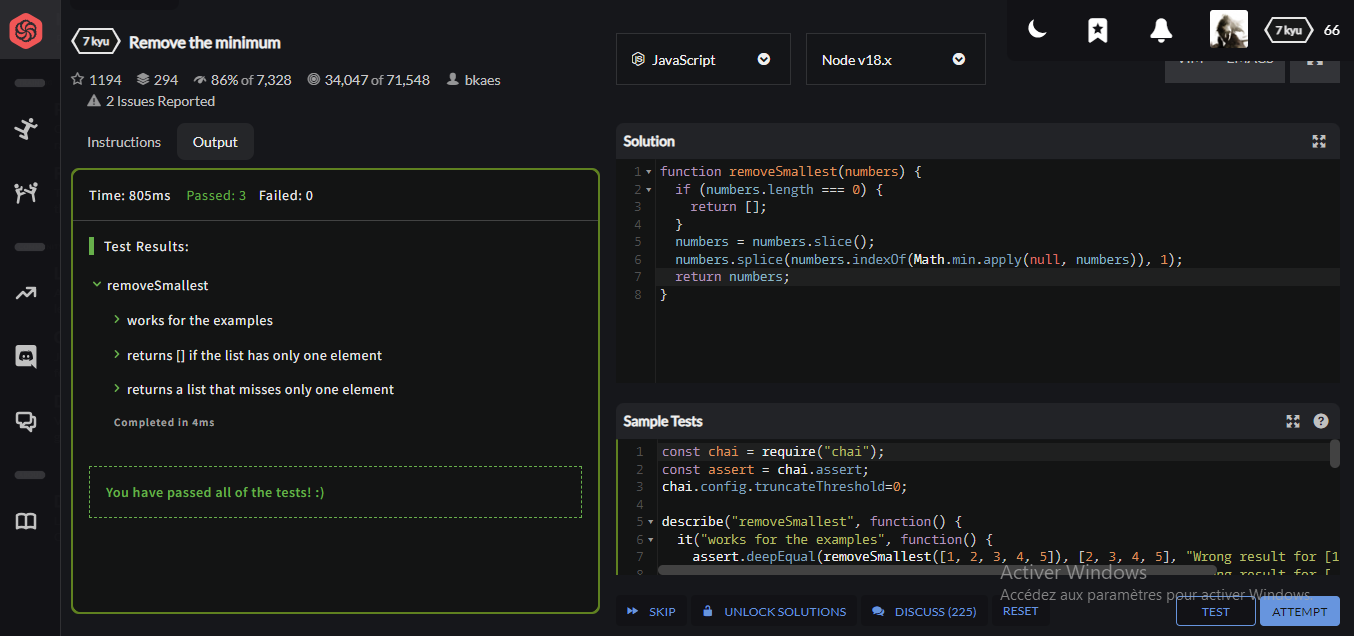 7 kyu Remove the minimum
1194 294 86% of 7,328 34,047 of 71,548 bkaes
2 Issues Reported
Instructions Output
Time: 805ms Passed: 3 Failed: 0
Test Results:
removeSmallest
works for the examples
returns [] if the list has only one element
returns a list that misses only one element
Completed in 4ms
You have passed all of the tests! :)
JavaScript
Node v18.x
7 kyu 66
VIM EMACS
Solution
1 function removeSmallest(numbers) {
2 if (numbers.length === 0) {
3 return [];
4 }
5 numbers = numbers.slice();
6 numbers.splice(numbers.indexOf(Math.min.apply(null, numbers)), 1);
7 return numbers;
8 }
Sample Tests
1 const chai = require("chai");
2 const assert = chai.assert;
3 chai.config.truncateThreshold=0;
4
5 describe("removeSmallest", function() {
6 it("works for the examples", function() {
7 assert.deepEqual(removeSmallest([1, 2, 3, 4, 5]), [2, 3, 4, 5], "Wrong result for [1
8 ng result for [
Activer Windows
Accédez aux paramètres pour activer Windows.
SKIP UNLOCK SOLUTIONS DISCUSS (225) RESET TEST ATTEMPT